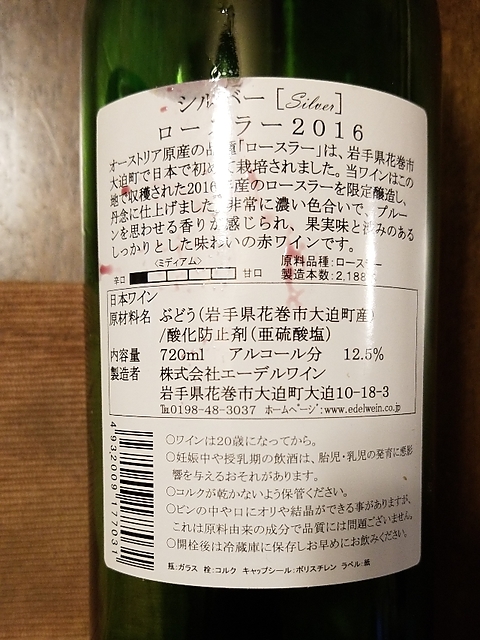 シルバー [Silver]
ロースラー2016
オーストリア原産の品種「ロースラー」は、岩手県花巻市
大迫町で日本で初めて栽培されました。当ワインはこの
地で収穫された2016年産のロースラーを限定醸造し、
丹念に仕上げました。非常に濃い色合いで、プルー
ンを思わせる香りが感じられ、果実味と渋みのある
しっかりとした味わいの赤ワインです。
<ミディアム>
辛口 甘口
原料品種:ロースラー
製造本数:2,188
日本ワイン
原材料名 ぶどう(岩手県花巻市大迫町産)
/酸化防止剤(亜硫酸塩)
内容量 720ml アルコール分 12.5%
製造者 株式会社エーデルワイン
岩手県花巻市大迫町大迫10-18-3
℡0198-48-3037 ホームページ:www.edelwein.co.jp
4932009177031
○ワインは20歳になってから。
○妊娠中や授乳期の飲酒は、胎児・乳児の発育に悪影
響を与えるおそれがあります。
○コルクが乾かないよう保管ください。
○ビンの中や口にオリや結晶ができる事がありますが、
これは原料由来の成分で品質には問題ございません。
○開栓後は冷蔵庫に保存しお早めにお飲みください。
瓶:ガラス 栓:コルク キャップシール:ポリスチレン ラベル:紙